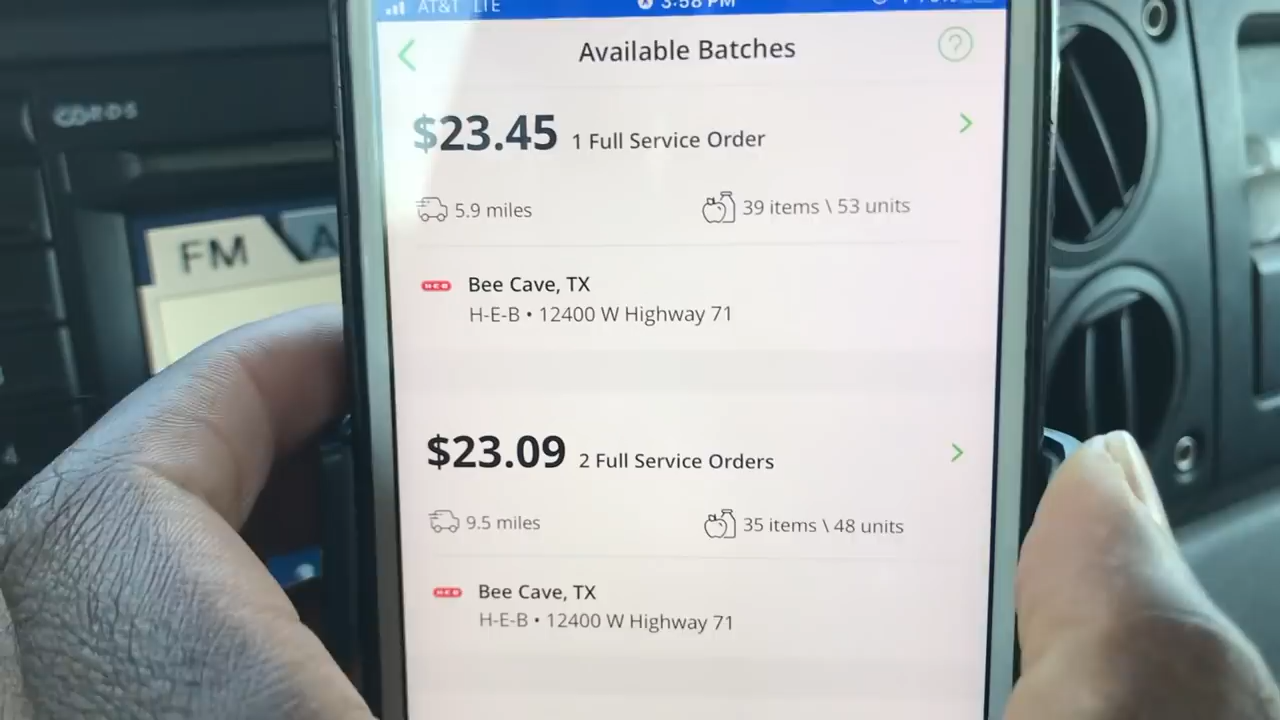 AT&T LTE
3:58 PM
Available Batches
?
$23.45 1 Full Service Order
5.9 miles
39 items \ 53 units
H-E-B
Bee Cave, TX
H-E-B • 12400 W Highway 71
$23.09 2 Full Service Orders
9.5 miles
35 items \ 48 units
H-E-B
Bee Cave, TX
H-E-B • 12400 W Highway 71
FM
A